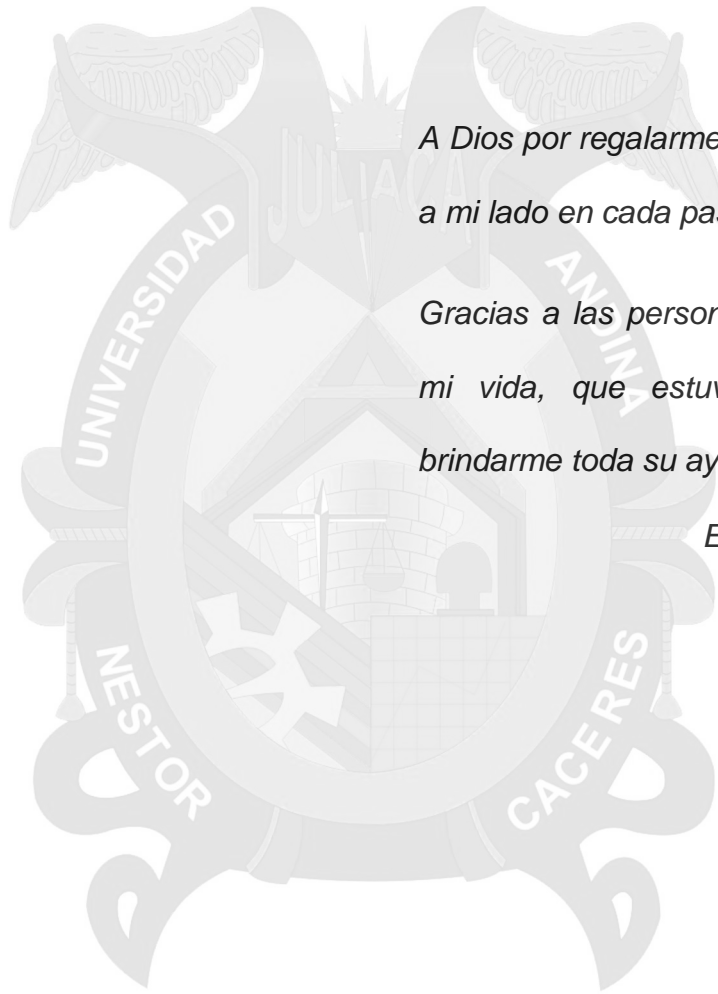 A Dios por regalarme
a mi lado en cada pas
Gracias a las person
mi vida, que estuv
brindarme toda su ay
E
JULIACA
UNIVERSIDAD
ANDINA
NESTOR
CACERES